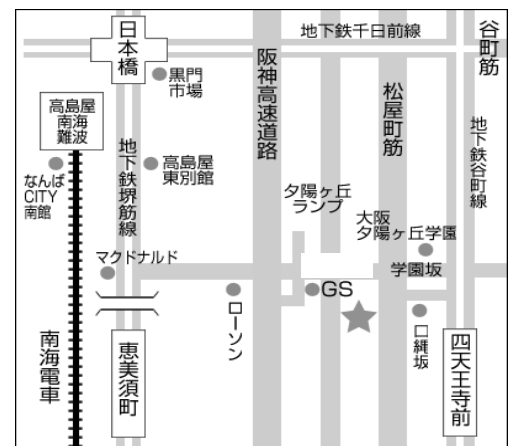 地下鉄千日前線
谷町筋
日本橋
阪神高速道路
黒門
市場
松屋町筋
高島屋
南海
難波
地下鉄堺筋線
地下鉄谷町線
高島屋
東別館
なんば
CITY
南館
夕陽ヶ丘
ランプ
大阪
夕陽ヶ丘学園
マクドナルド
学園坂
GS
ローソン
口縄坂
南海電車
恵美須町
四天王寺前